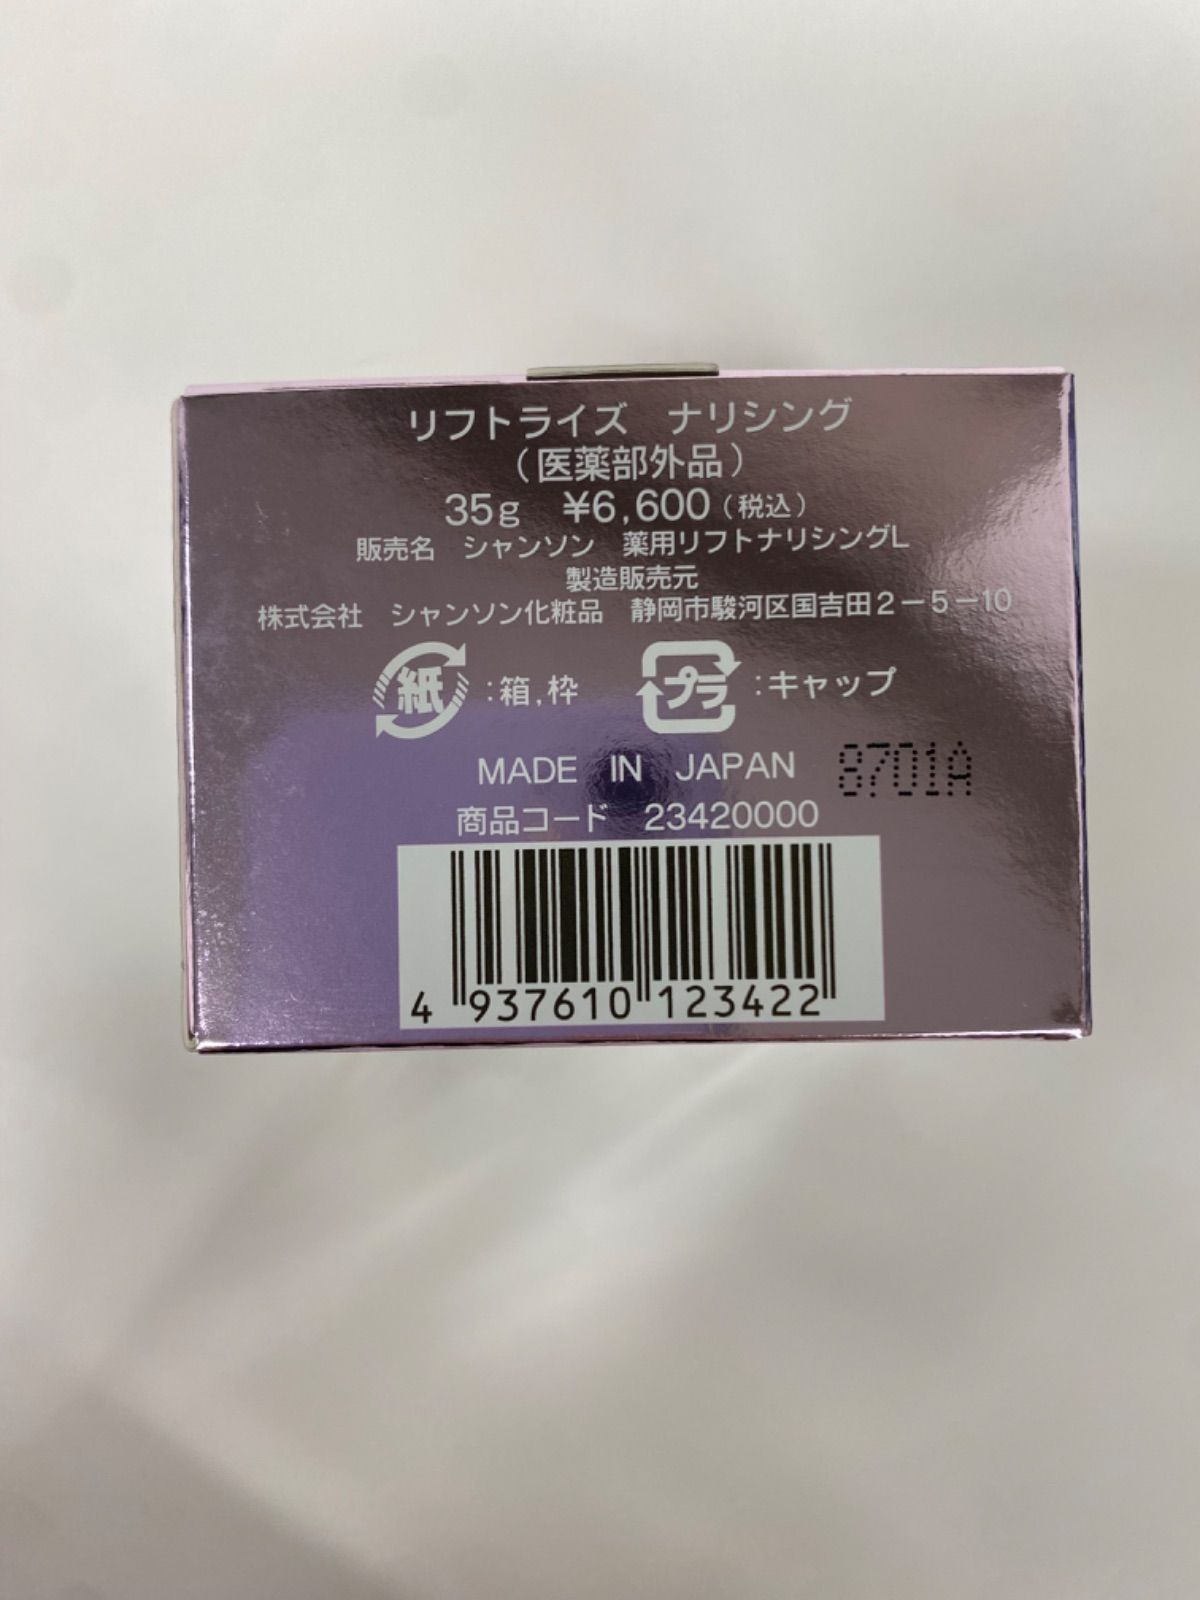 リフトライズ　ナリシング
（医薬部外品）
35g　¥6,600（税込）
販売名　シャンソン　薬用リフトナリシングL
製造販売元
株式会社　シャンソン化粧品　静岡市駿河区国吉田2－5－10
紙：箱,枠　プラ：キャップ
MADE IN JAPAN　8701A
商品コード　23420000
4 937610 123422